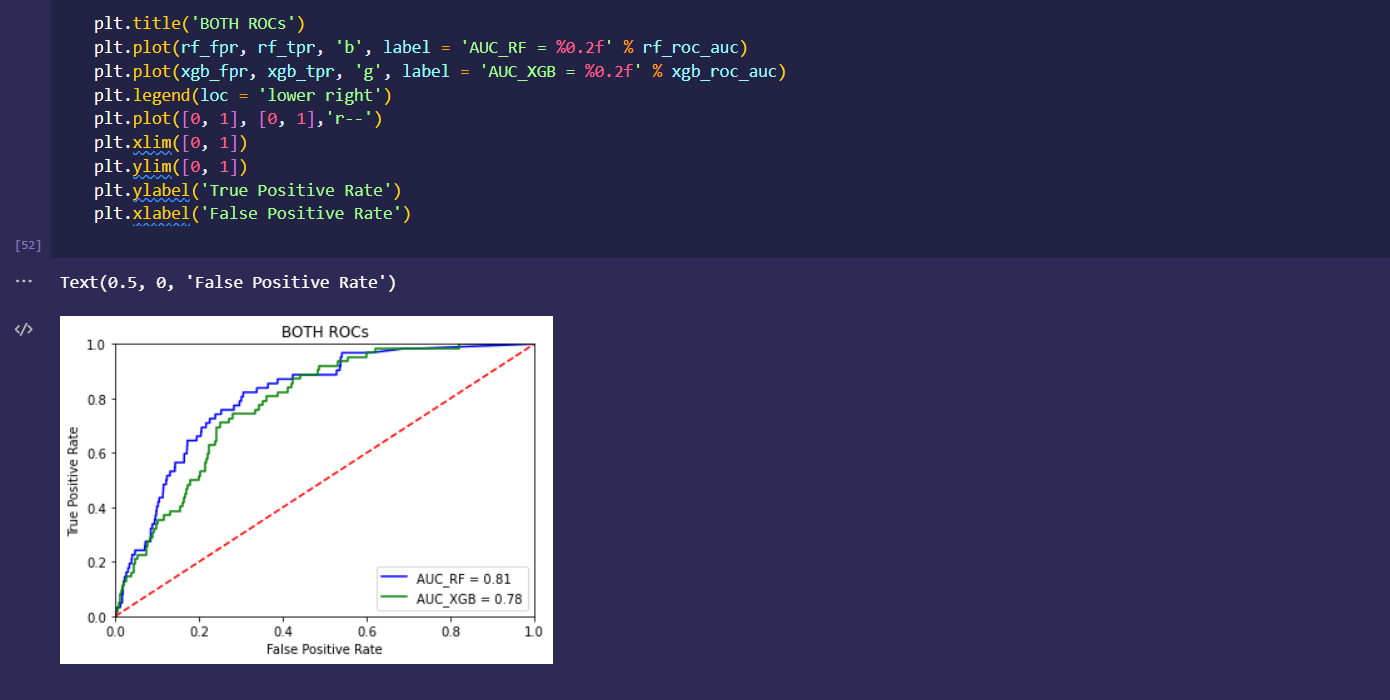 plt.title('BOTH ROCs')
plt.plot(rf_fpr, rf_tpr, 'b', label = 'AUC_RF = %0.2f' % rf_roc_auc)
plt.plot(xgb_fpr, xgb_tpr, 'g', label = 'AUC_XGB = %0.2f' % xgb_roc_auc)
plt.legend(loc = 'lower right')
plt.plot([0, 1], [0, 1],'r--')
plt.xlim([0, 1])
plt.ylim([0, 1])
plt.ylabel('True Positive Rate')
plt.xlabel('False Positive Rate')
[52]
...
Text(0.5, 0, 'False Positive Rate')
</>
BOTH ROCs
1.0
0.8
0.6
0.4
0.2
0.0
True Positive Rate
AUC_RF = 0.81
AUC_XGB = 0.78
0.0 0.2 0.4 0.6 0.8 1.0
False Positive Rate